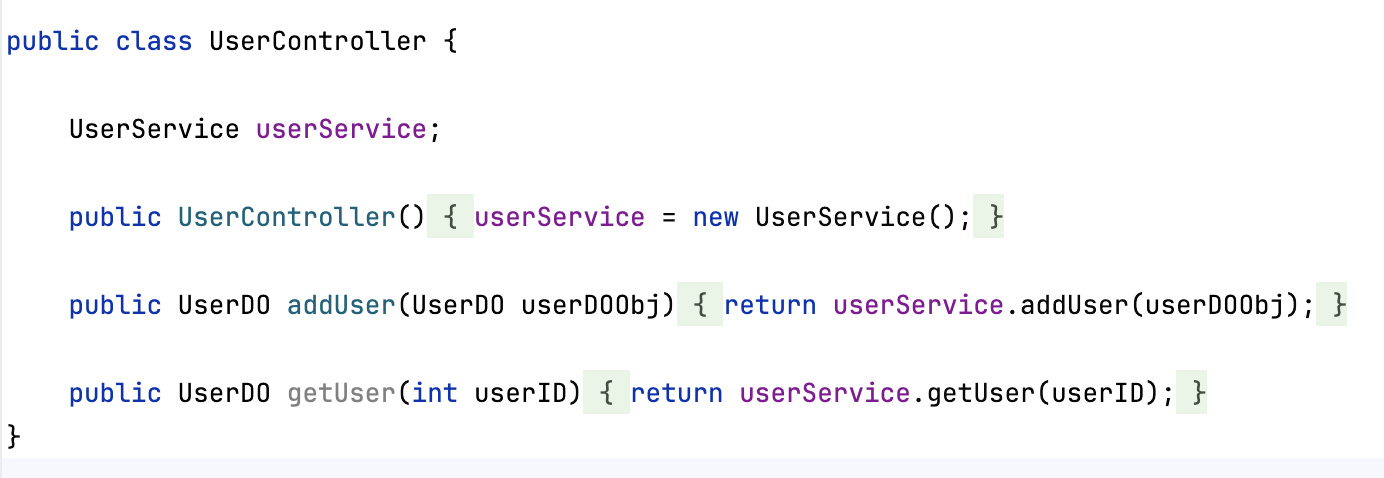 public class UserController {
UserService userService;
public UserController() { userService = new UserService(); }
public UserDO addUser(UserDO userDOObj) { return userService.addUser(userDOObj); }
public UserDO getUser(int userID) { return userService.getUser(userID); }
}